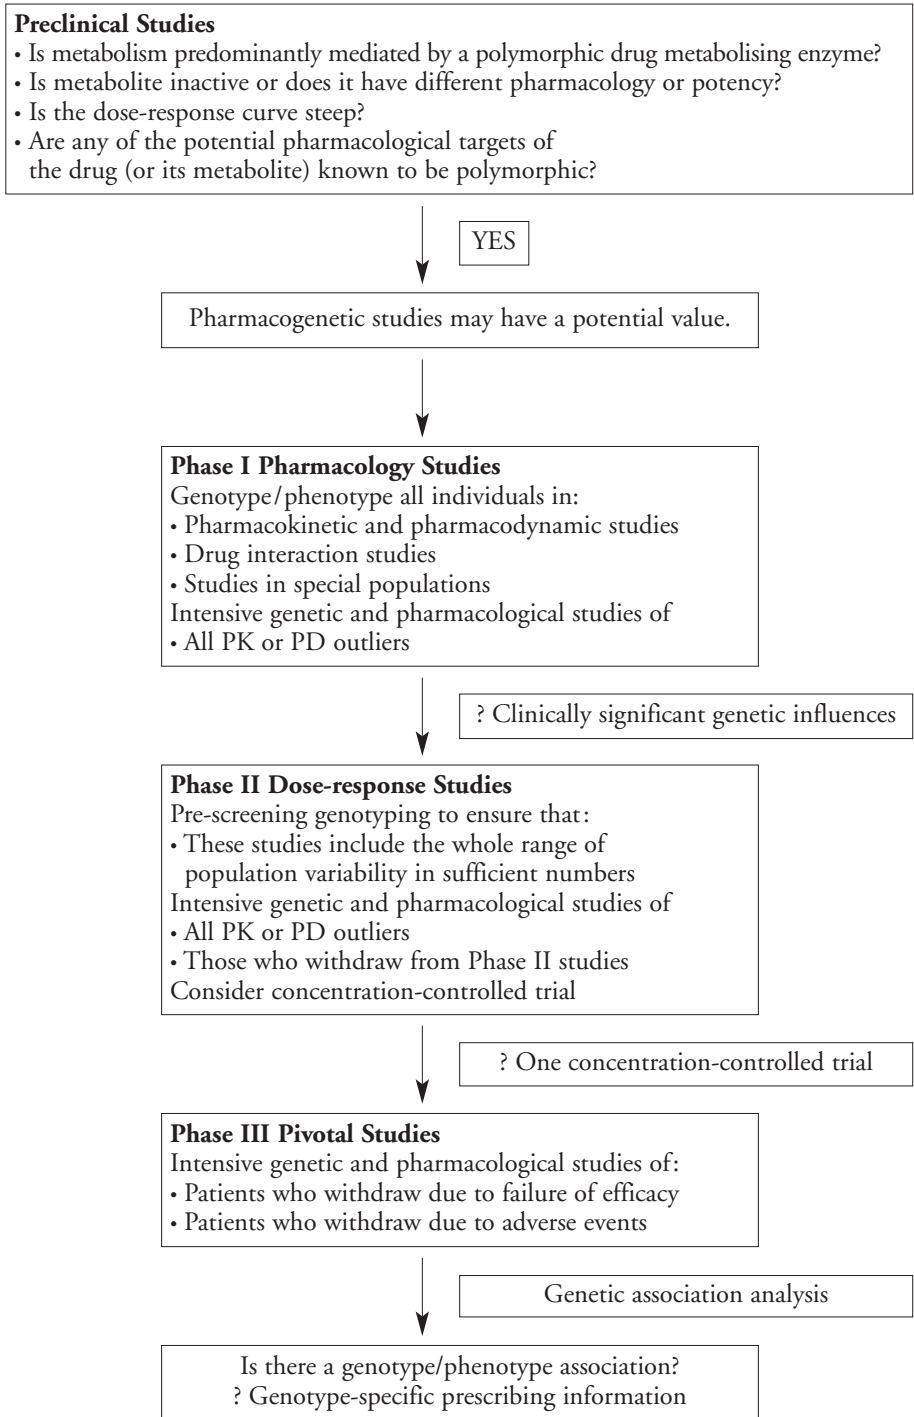 Preclinical Studies
• Is metabolism predominantly mediated by a polymorphic drug metabolising enzyme?
• Is metabolite inactive or does it have different pharmacology or potency?
• Is the dose-response curve steep?
• Are any of the potential pharmacological targets of
the drug (or its metabolite) known to be polymorphic?
YES
Pharmacogenetic studies may have a potential value.
Phase I Pharmacology Studies
Genotype/phenotype all individuals in:
• Pharmacokinetic and pharmacodynamic studies
• Drug interaction studies
• Studies in special populations
Intensive genetic and pharmacological studies of
• All PK or PD outliers
? Clinically significant genetic influences
Phase II Dose-response Studies
Pre-screening genotyping to ensure that:
• These studies include the whole range of
population variability in sufficient numbers
Intensive genetic and pharmacological studies of
• All PK or PD outliers
• Those who withdraw from Phase II studies
Consider concentration-controlled trial
? One concentration-controlled trial
Phase III Pivotal Studies
Intensive genetic and pharmacological studies of:
• Patients who withdraw due to failure of efficacy
• Patients who withdraw due to adverse events
Genetic association analysis
Is there a genotype/phenotype association?
? Genotype-specific prescribing information